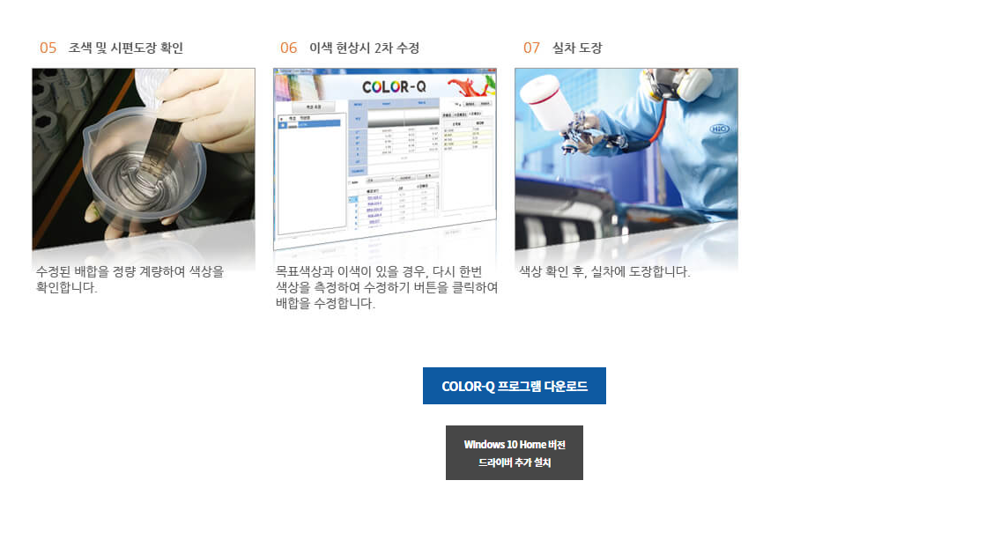 05 조색 및 시편도장 확인
06 이색 현상시 2차 수정
07 실차 도장
COLOR-Q
HiQ
수정된 배합을 정량 계량하여 색상을
확인합니다.
목표색상과 이색이 있을 경우, 다시 한번
색상을 측정하여 수정하기 버튼을 클릭하여
배합을 수정합니다.
색상 확인 후, 실차에 도장합니다.
COLOR-Q 프로그램 다운로드
Windows 10 Home 버전
드라이버 추가 설치